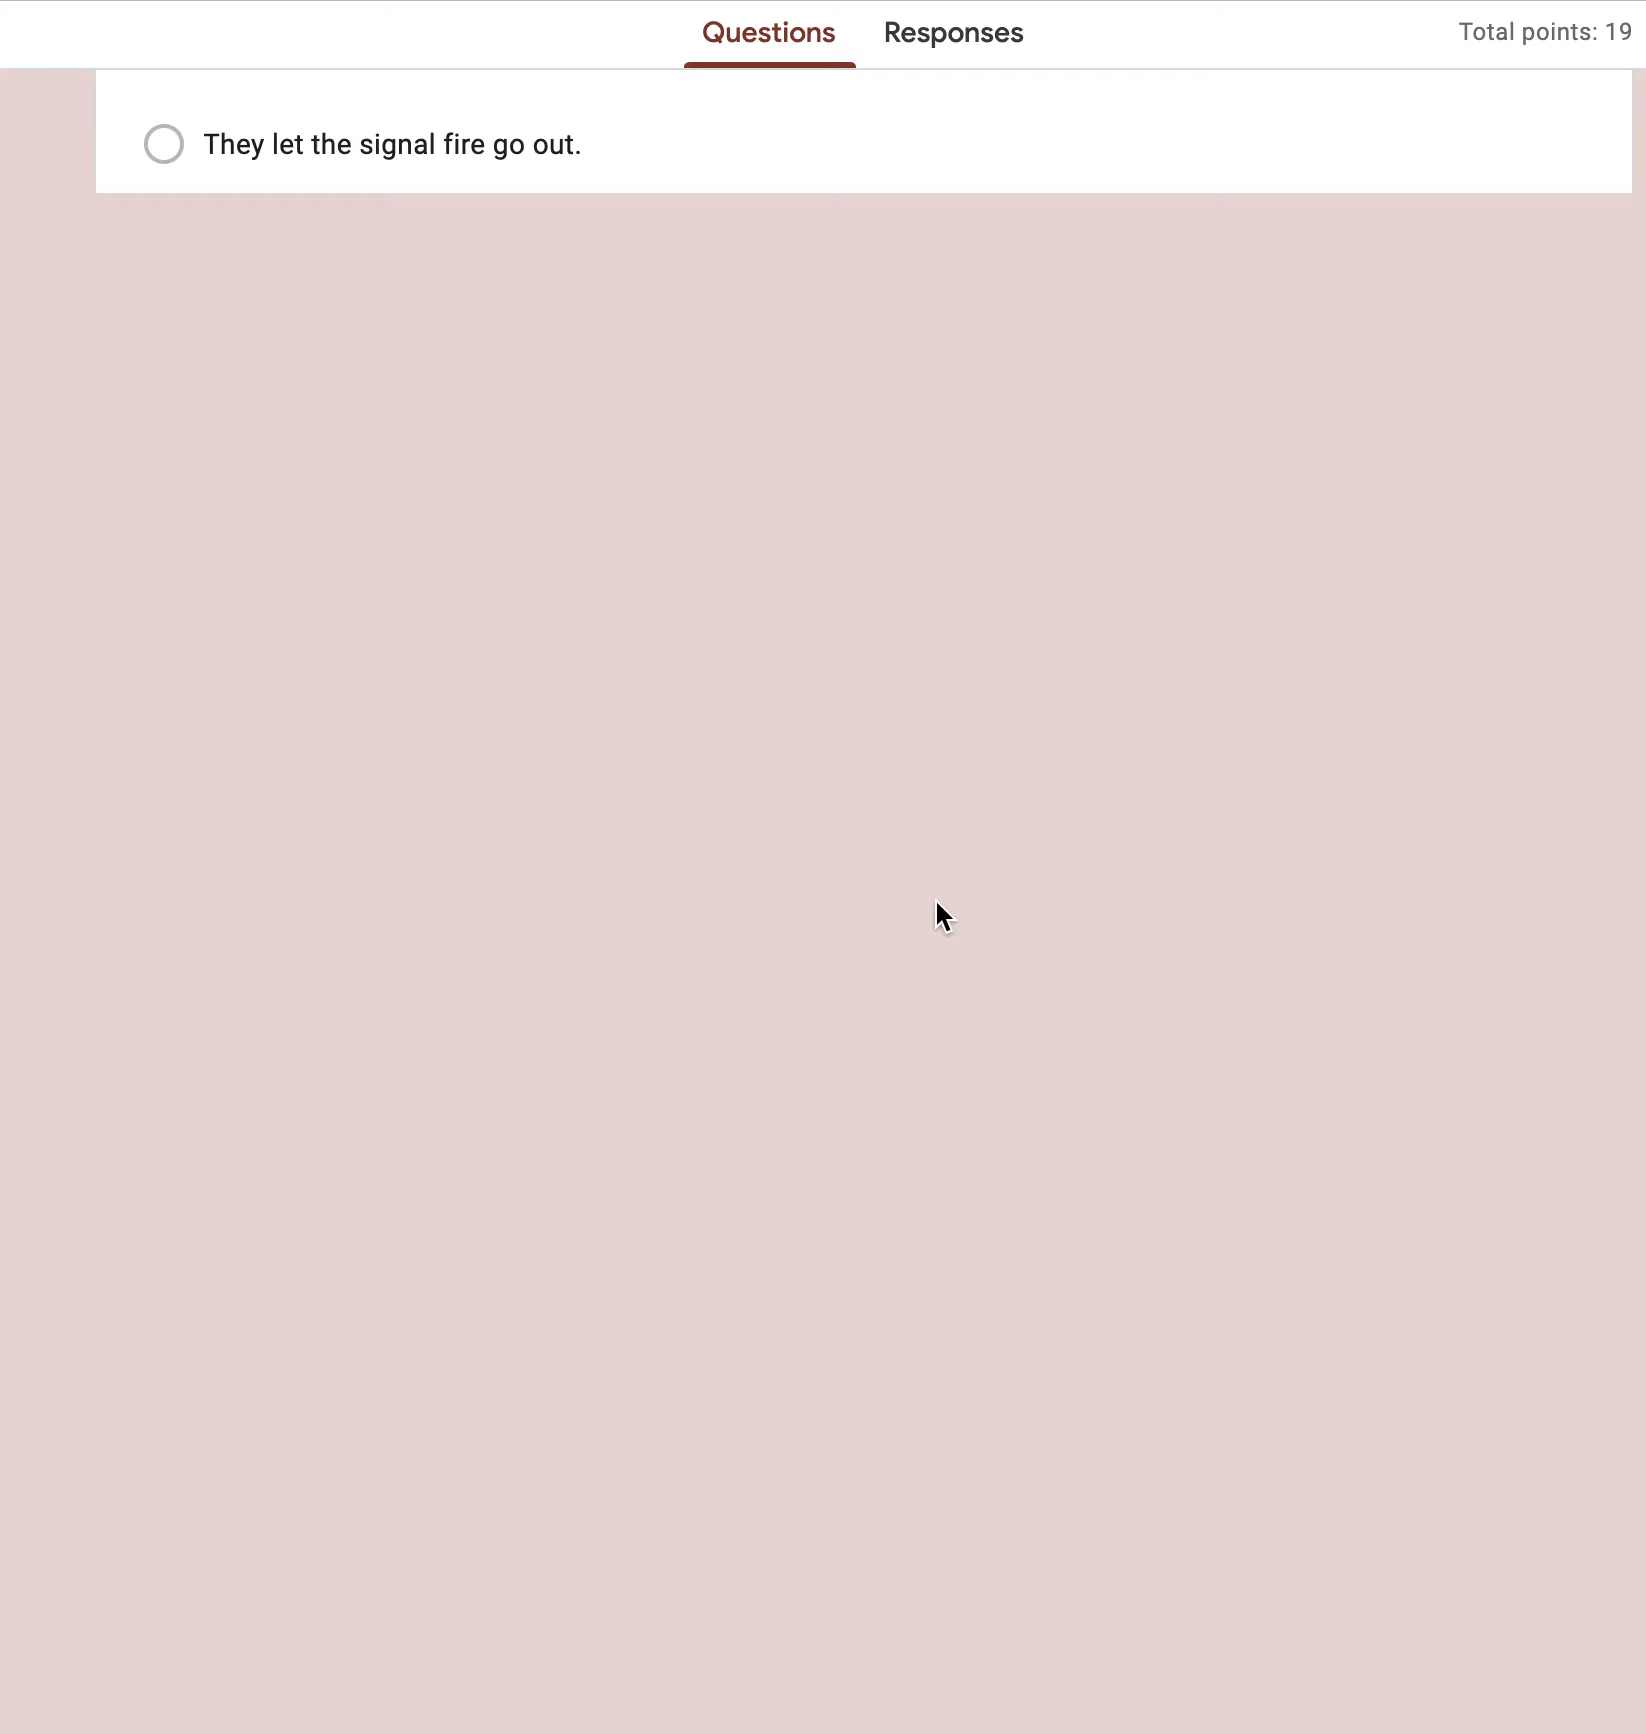 Questions Responses Total points: 19
They let the signal fire go out.